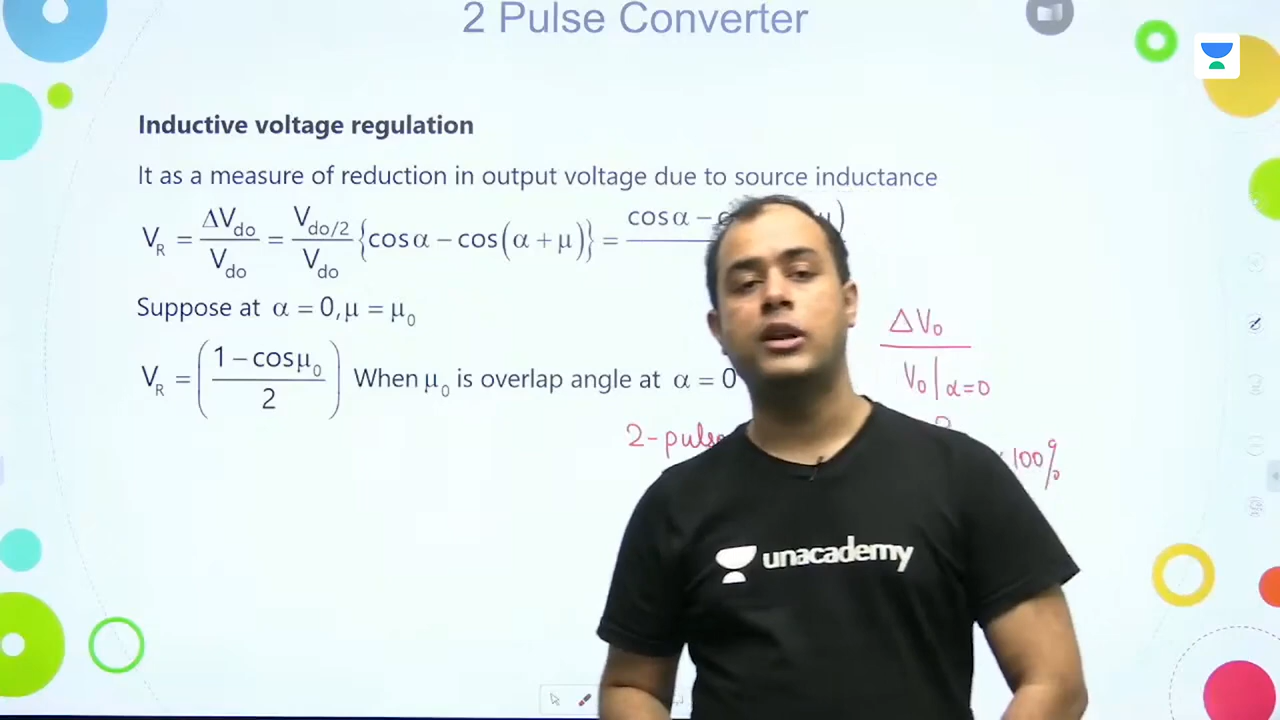 2 Pulse Converter
Inductive voltage regulation
It as a measure of reduction in output voltage due to source inductance
V_R = ΔV_do / V_do = V_do/2 / V_do {cos α − cos(α + μ)} = cos α −
Suppose at α = 0, μ = μ_0
V_R = ((1 − cos μ_0) / 2) When μ_0 is overlap angle at α = 0
ΔV_0 / V_0|α=0
2-pulse
100%
unacademy